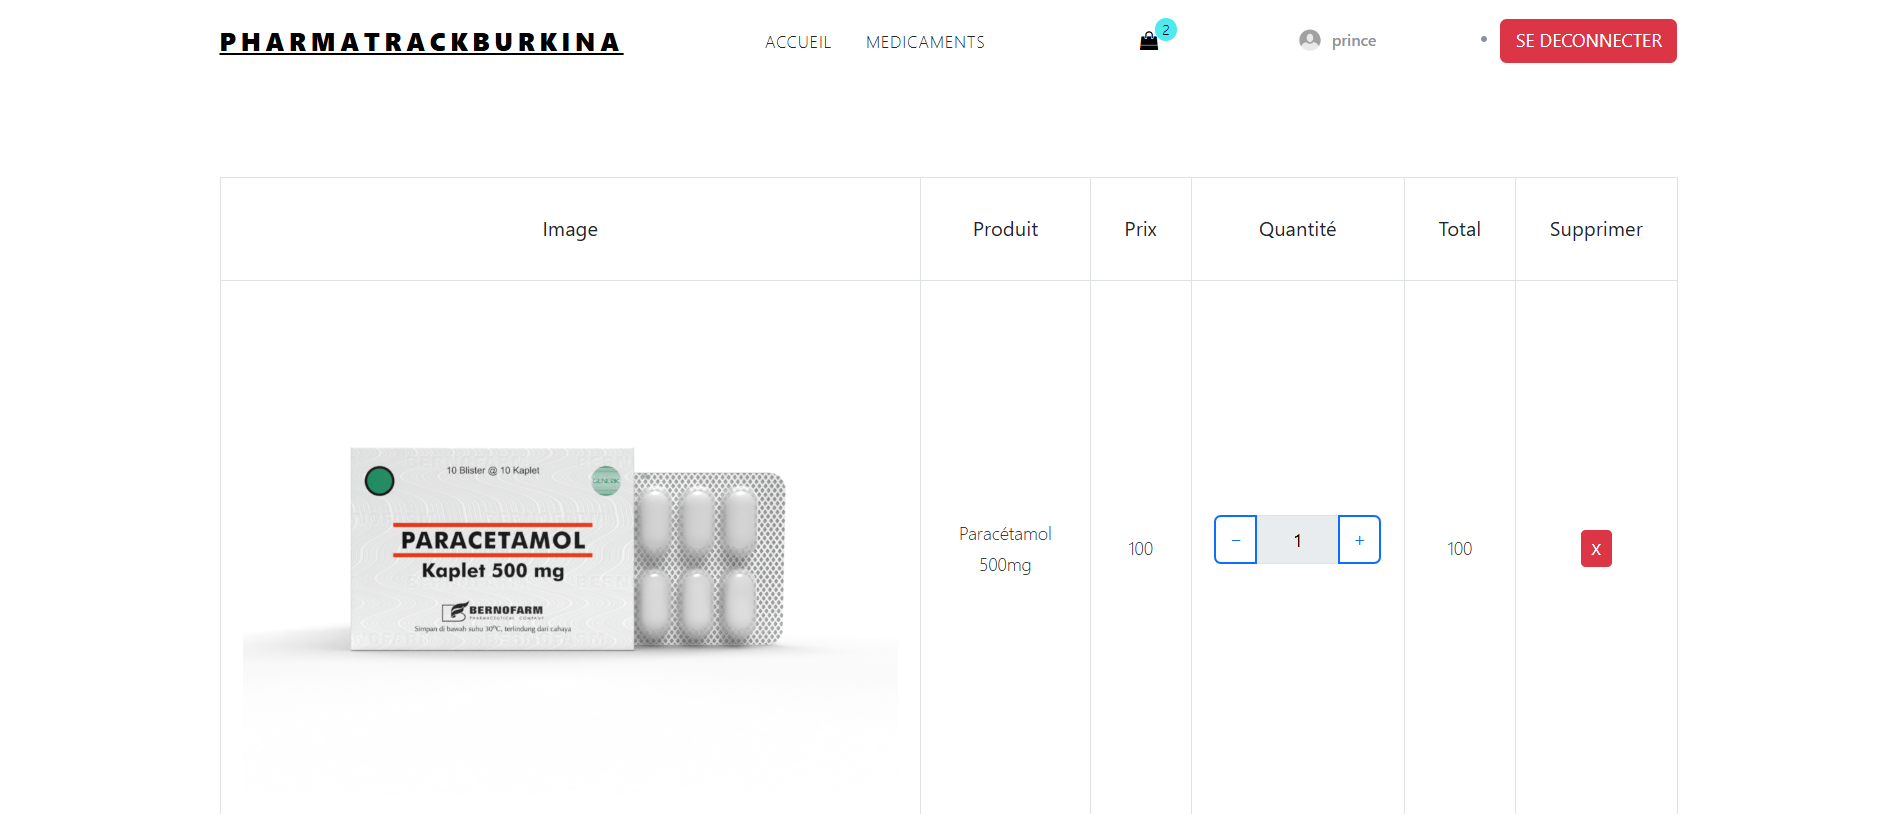 PHARMATRACKBURKINA
ACCUEIL
MEDICAMENTS
2
prince
SE DECONNECTER
Image
Produit
Prix
Quantité
Total
Supprimer
10 Blister @ 10 Kaplet
GENERIK
PARACETAMOL
Kaplet 500 mg
BERNOFARM
PHARMACEUTICAL COMPANY
Simpan di bawah suhu 30°C, terlindung dari cahaya
Paracétamol
500mg
100
−
1
+
100
X